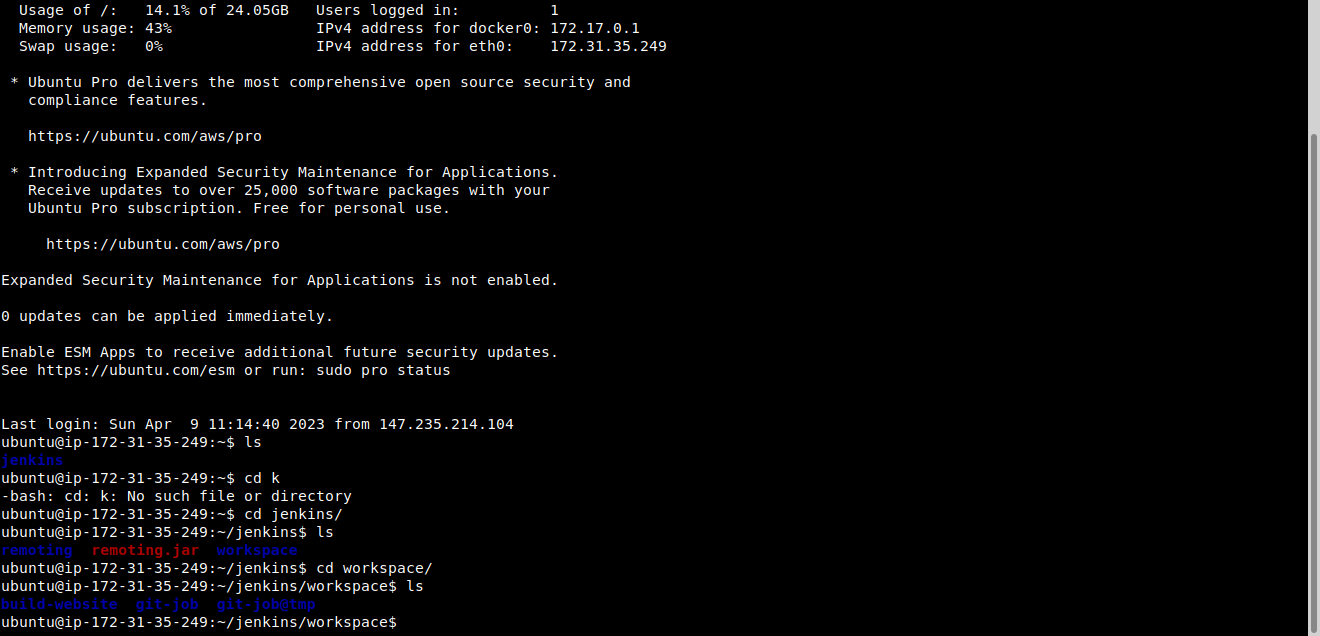 Usage of /:   14.1% of 24.05GB   Users logged in:          1
Memory usage: 43%                IPv4 address for docker0: 172.17.0.1
Swap usage:   0%                 IPv4 address for eth0:    172.31.35.249
* Ubuntu Pro delivers the most comprehensive open source security and
compliance features.
https://ubuntu.com/aws/pro
* Introducing Expanded Security Maintenance for Applications.
Receive updates to over 25,000 software packages with your
Ubuntu Pro subscription. Free for personal use.
https://ubuntu.com/aws/pro
Expanded Security Maintenance for Applications is not enabled.
0 updates can be applied immediately.
Enable ESM Apps to receive additional future security updates.
See https://ubuntu.com/esm or run: sudo pro status
Last login: Sun Apr  9 11:14:40 2023 from 147.235.214.104
ubuntu@ip-172-31-35-249:~$ ls
jenkins
ubuntu@ip-172-31-35-249:~$ cd k
-bash: cd: k: No such file or directory
ubuntu@ip-172-31-35-249:~$ cd jenkins/
ubuntu@ip-172-31-35-249:~/jenkins$ ls
remoting  remoting.jar  workspace
ubuntu@ip-172-31-35-249:~/jenkins$ cd workspace/
ubuntu@ip-172-31-35-249:~/jenkins/workspace$ ls
build-website  git-job  git-job@tmp
ubuntu@ip-172-31-35-249:~/jenkins/workspace$